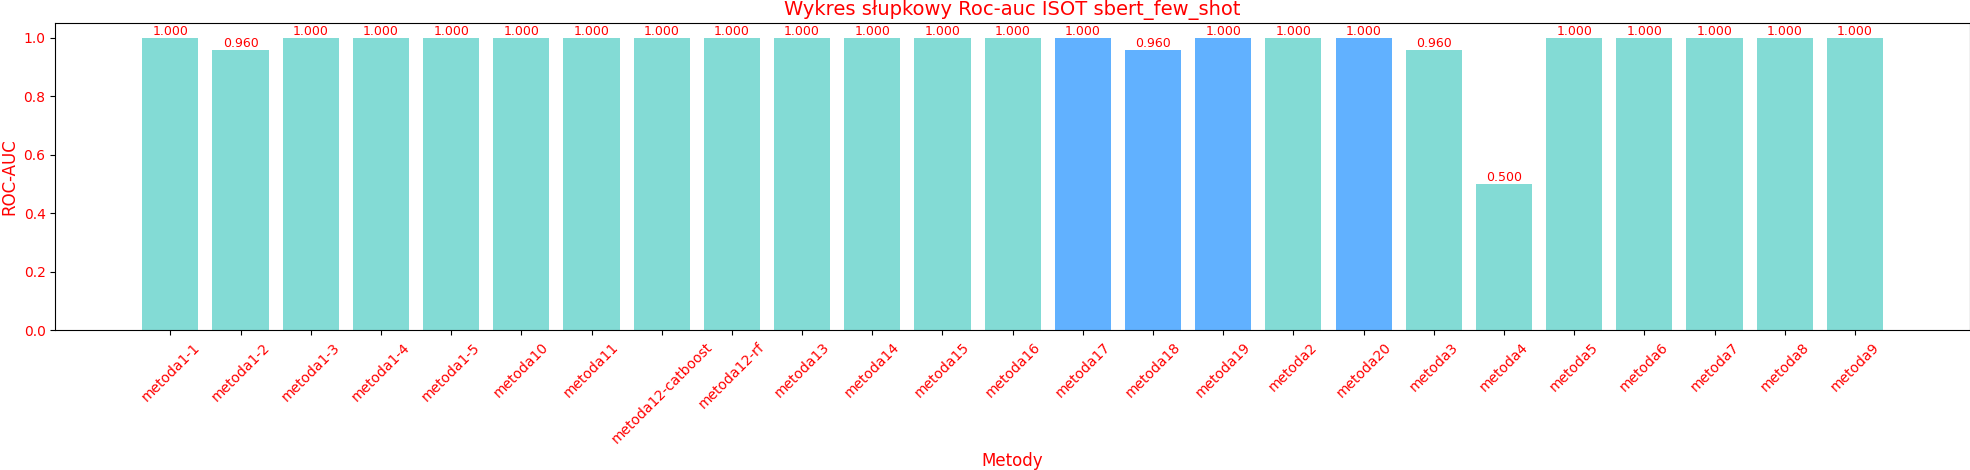 Wykres słupkowy Roc-auc ISOT sbert_few_shot
1.000 0.960 1.000 1.000 1.000 1.000 1.000 1.000 1.000 1.000 1.000 1.000 1.000 1.000 0.960 1.000 1.000 1.000 0.960 0.500 1.000 1.000 1.000 1.000 1.000
1.0
0.8
0.6
0.4
0.2
0.0
ROC-AUC
metoda1-1 metoda1-2 metoda1-3 metoda1-4 metoda1-5 metoda10 metoda11 metoda12-catboost metoda12-rf metoda13 metoda14 metoda15 metoda16 metoda17 metoda18 metoda19 metoda2 metoda20 metoda3 metoda4 metoda5 metoda6 metoda7 metoda8 metoda9
Metody